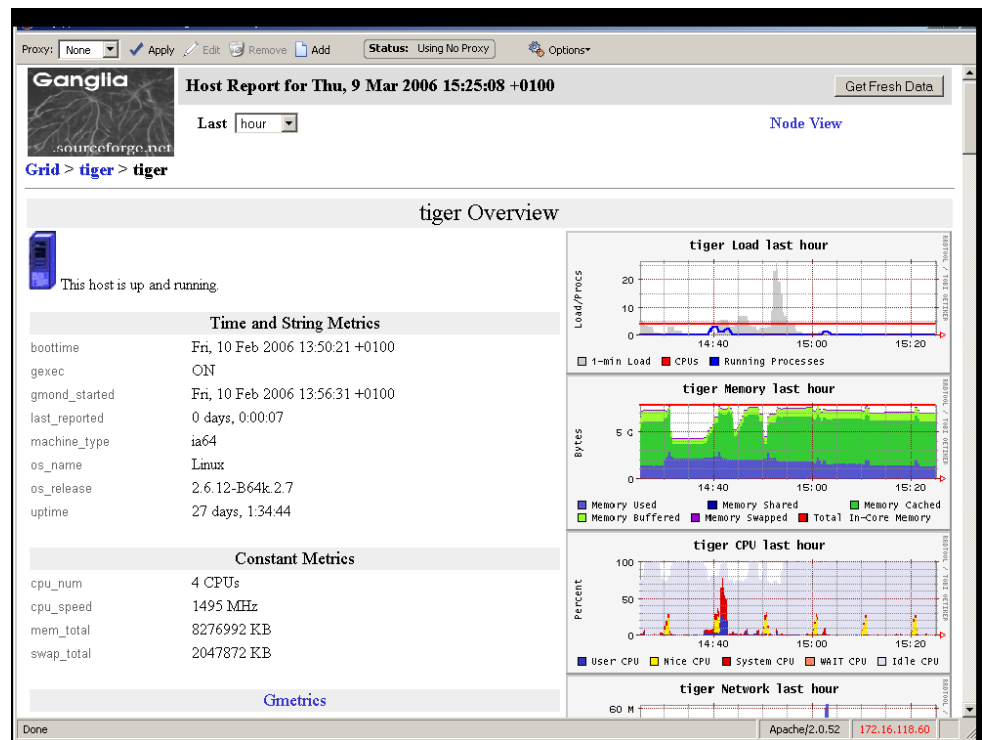 Proxy: None Apply Edit Remove Add Status: Using No Proxy Options
Ganglia
.sourceforge.net
Host Report for Thu, 9 Mar 2006 15:25:08 +0100
Get Fresh Data
Last hour
Node View
Grid > tiger > tiger
tiger Overview
This host is up and running.
Time and String Metrics
boottime Fri, 10 Feb 2006 13:50:21 +0100
gexec ON
gmond_started Fri, 10 Feb 2006 13:56:31 +0100
last_reported 0 days, 0:00:07
machine_type ia64
os_name Linux
os_release 2.6.12-B64k.2.7
uptime 27 days, 1:34:44
Constant Metrics
cpu_num 4 CPUs
cpu_speed 1495 MHz
mem_total 8276992 KB
swap_total 2047872 KB
Gmetrics
tiger Load last hour
Load/Procs
20
10
0
14:40 15:00 15:20
1-min Load CPUs Running Processes
RRDTOOL / TOBI OETIKER
tiger Memory last hour
Bytes
5 G
0
14:40 15:00 15:20
Memory Used Memory Shared Memory Cached
Memory Buffered Memory Swapped Total In-Core Memory
RRDTOOL / TOBI OETIKER
tiger CPU last hour
Percent
100
50
0
14:40 15:00 15:20
User CPU Nice CPU System CPU WAIT CPU Idle CPU
RRDTOOL / TOBI OETIKER
tiger Network last hour
60 M
RRDTOOL /
Done
Apache/2.0.52 172.16.118.60